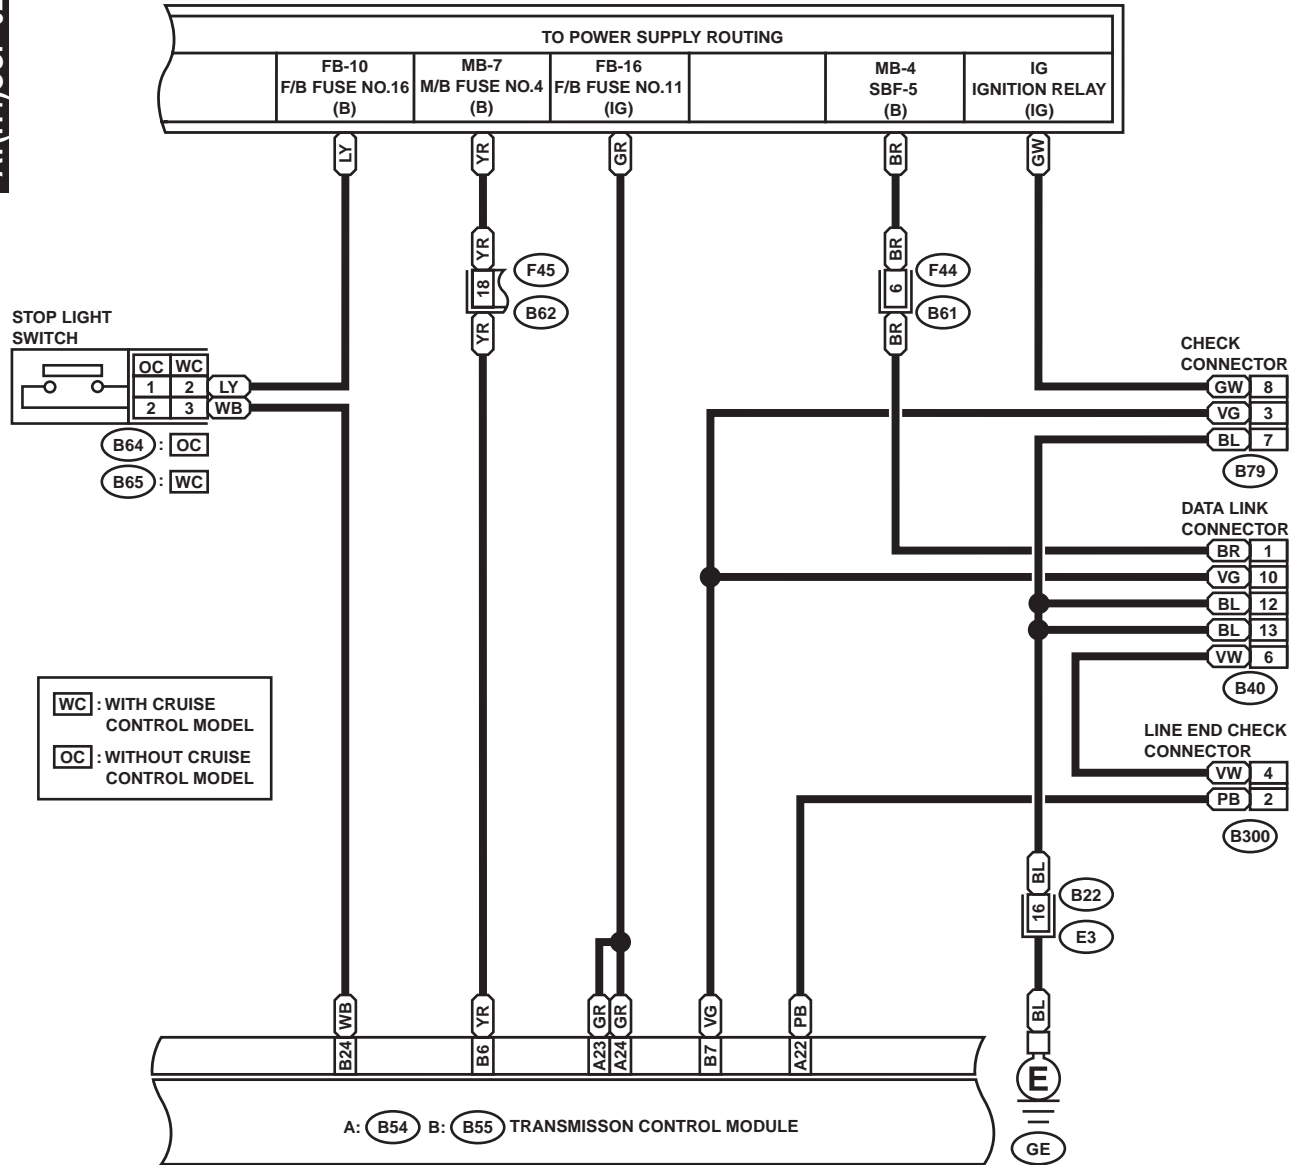 TO POWER SUPPLY ROUTING
FB-10
F/B FUSE NO.16
(B)
MB-7
M/B FUSE NO.4
(B)
FB-16
F/B FUSE NO.11
(IG)
MB-4
SBF-5
(B)
IG
IGNITION RELAY
(IG)
LY
YR
GR
BR
GW
YR
18
YR
F45
B62
BR
6
BR
F44
B61
STOP LIGHT
SWITCH
OC WC
1 2 LY
2 3 WB
B64 : OC
B65 : WC
CHECK
CONNECTOR
GW 8
VG 3
BL 7
B79
DATA LINK
CONNECTOR
BR 1
VG 10
BL 12
BL 13
VW 6
B40
WC : WITH CRUISE
CONTROL MODEL
OC : WITHOUT CRUISE
CONTROL MODEL
LINE END CHECK
CONNECTOR
VW 4
PB 2
B300
BL
16
B22
E3
BL
E
GE
WB
YR
GR
GR
VG
PB
B24
B6
A23
A24
B7
A22
A: B54 B: B55 TRANSMISSON CONTROL MODULE